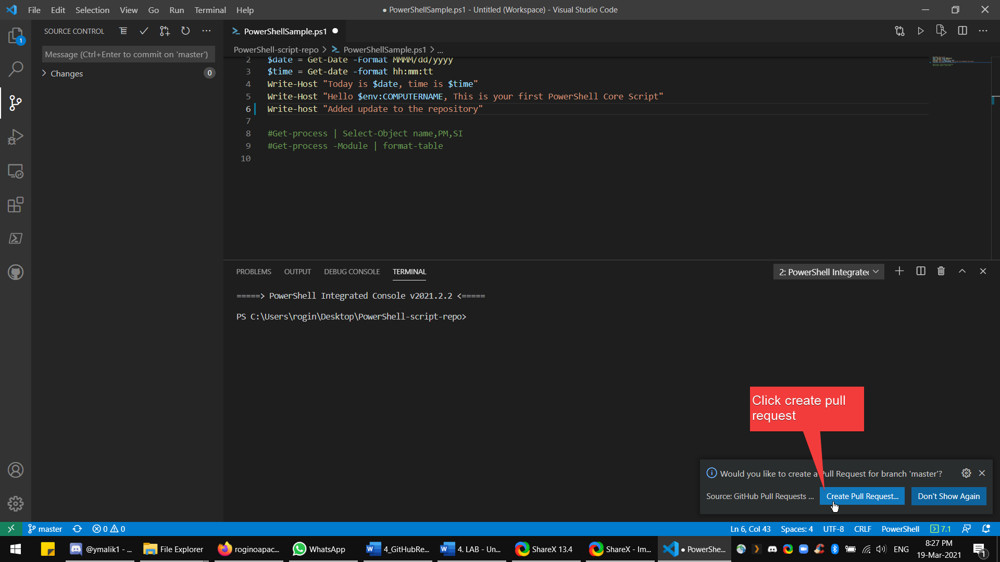 File Edit Selection View Go Run Terminal Help
● PowerShellSample.ps1 - Untitled (Workspace) - Visual Studio Code
SOURCE CONTROL
PowerShellSample.ps1 ●
1
Message (Ctrl+Enter to commit on 'master')
PowerShell-script-repo > PowerShellSample.ps1 > ...
Changes 0
2 $date = Get-Date -Format MMMM/dd/yyyy
3 $time = Get-date -format hh:mm:tt
4 Write-Host "Today is $date, time is $time"
5 Write-Host "Hello $env:COMPUTERNAME, This is your first PowerShell Core Script"
6 Write-host "Added update to the repository"
7
8 #Get-process | Select-Object name,PM,SI
9 #Get-process -Module | format-table
10
PROBLEMS OUTPUT DEBUG CONSOLE TERMINAL
2: PowerShell Integrate
=====> PowerShell Integrated Console v2021.2.2 <=====
PS C:\Users\rogin\Desktop\PowerShell-script-repo>
Click create pull
request
Would you like to create a Pull Request for branch 'master'?
Source: GitHub Pull Requests ... Create Pull Request... Don't Show Again
master 0 0
Ln 6, Col 43 Spaces: 4 UTF-8 CRLF PowerShell 7.1
@ymalik1 - ... File Explorer roginoapac... WhatsApp 4_GitHubRe... 4. LAB - Un... ShareX 13.4 ShareX - Im... ● PowerShe... ENG
8:27 PM
19-Mar-2021
1